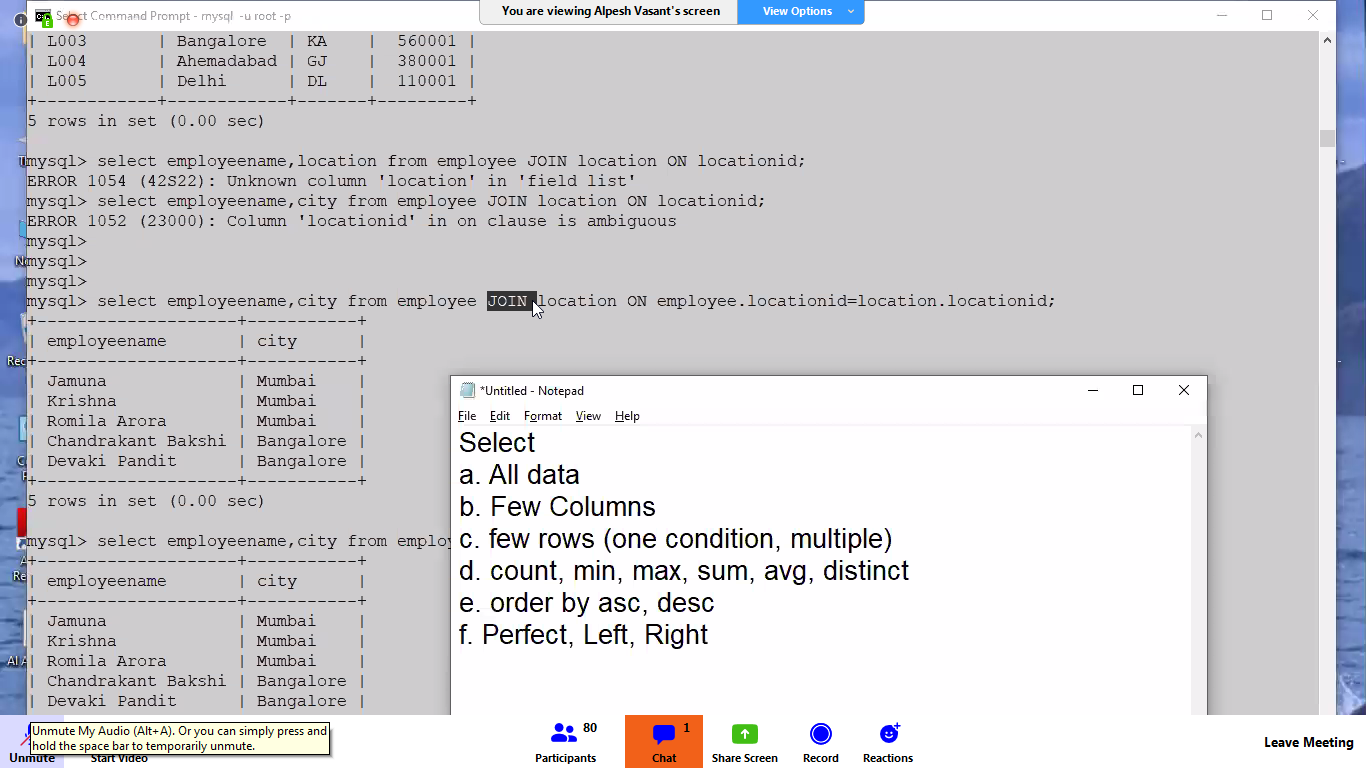 Select Command Prompt - mysql -u root -p
You are viewing Alpesh Vasant's screen
View Options
| L003       | Bangalore  | KA    |  560001 |
| L004       | Ahemadabad | GJ    |  380001 |
| L005       | Delhi      | DL    |  110001 |
+------------+------------+-------+---------+
5 rows in set (0.00 sec)
mysql> select employeename,location from employee JOIN location ON locationid;
ERROR 1054 (42S22): Unknown column 'location' in 'field list'
mysql> select employeename,city from employee JOIN location ON locationid;
ERROR 1052 (23000): Column 'locationid' in on clause is ambiguous
mysql>
mysql>
mysql>
mysql> select employeename,city from employee JOIN location ON employee.locationid=location.locationid;
+--------------------+-----------+
| employeename       | city      |
+--------------------+-----------+
| Jamuna             | Mumbai    |
| Krishna            | Mumbai    |
| Romila Arora       | Mumbai    |
| Chandrakant Bakshi | Bangalore |
| Devaki Pandit      | Bangalore |
+--------------------+-----------+
5 rows in set (0.00 sec)
mysql> select employeename,city from emplo
+--------------------+-----------+
| employeename       | city      |
+--------------------+-----------+
| Jamuna             | Mumbai    |
| Krishna            | Mumbai    |
| Romila Arora       | Mumbai    |
| Chandrakant Bakshi | Bangalore |
| Devaki Pandit      | Bangalore |
*Untitled - Notepad
File Edit Format View Help
Select
a. All data
b. Few Columns
c. few rows (one condition, multiple)
d. count, min, max, sum, avg, distinct
e. order by asc, desc
f. Perfect, Left, Right
Unmute My Audio (Alt+A). Or you can simply press and
hold the space bar to temporarily unmute.
Unmute
Start Video
80
Participants
1
Chat
Share Screen
Record
Reactions
Leave Meeting